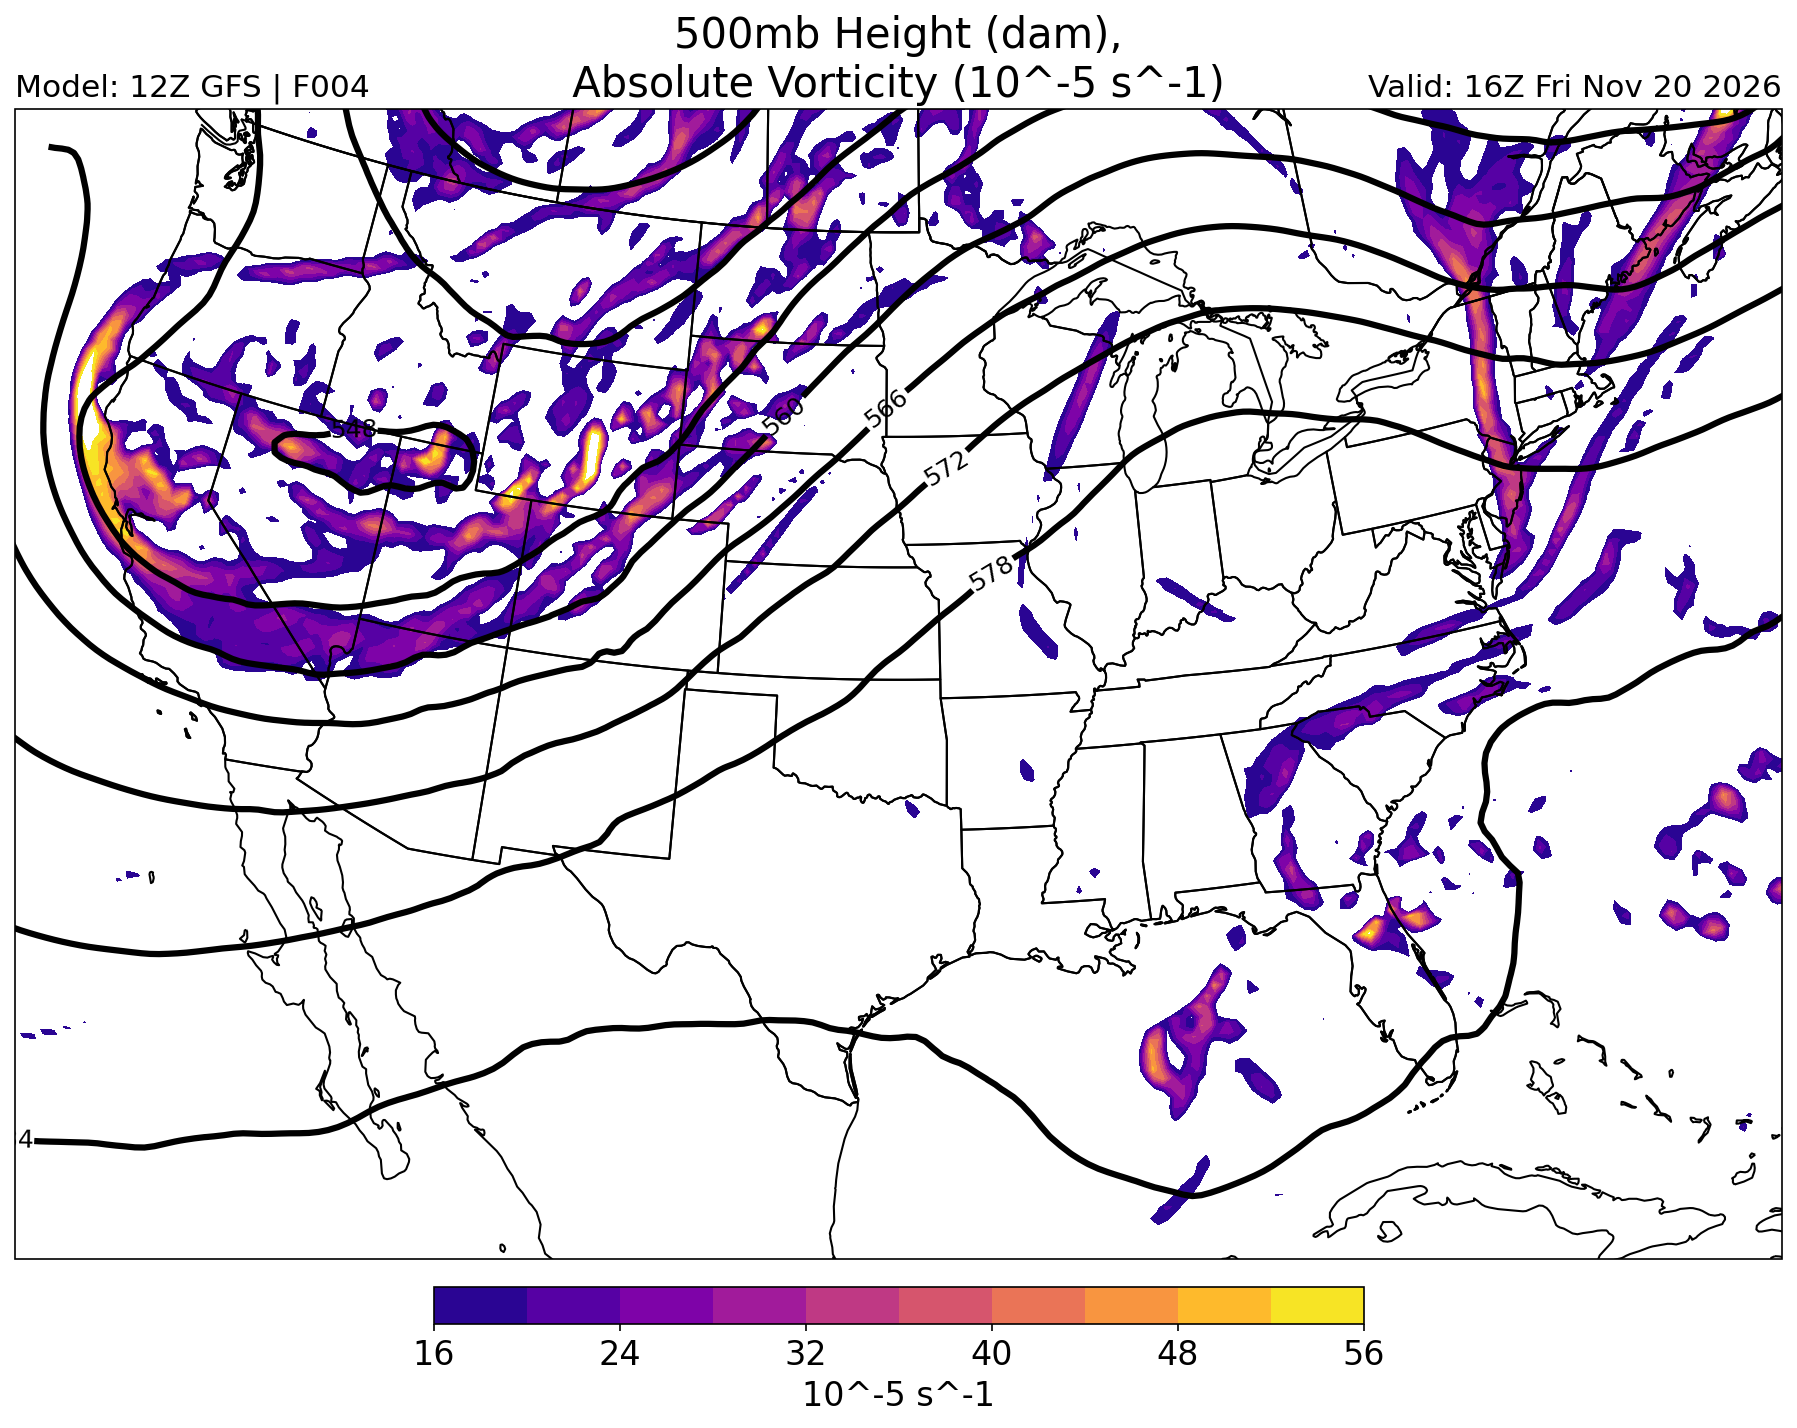 500mb Height (dam),
Model: 12Z GFS | F004
Absolute Vorticity (10^-5 s^-1)
Valid: 16Z Fri Nov 20 2026
548
560
566
572
578
4
16 24 32 40 48 56
10^-5 s^-1